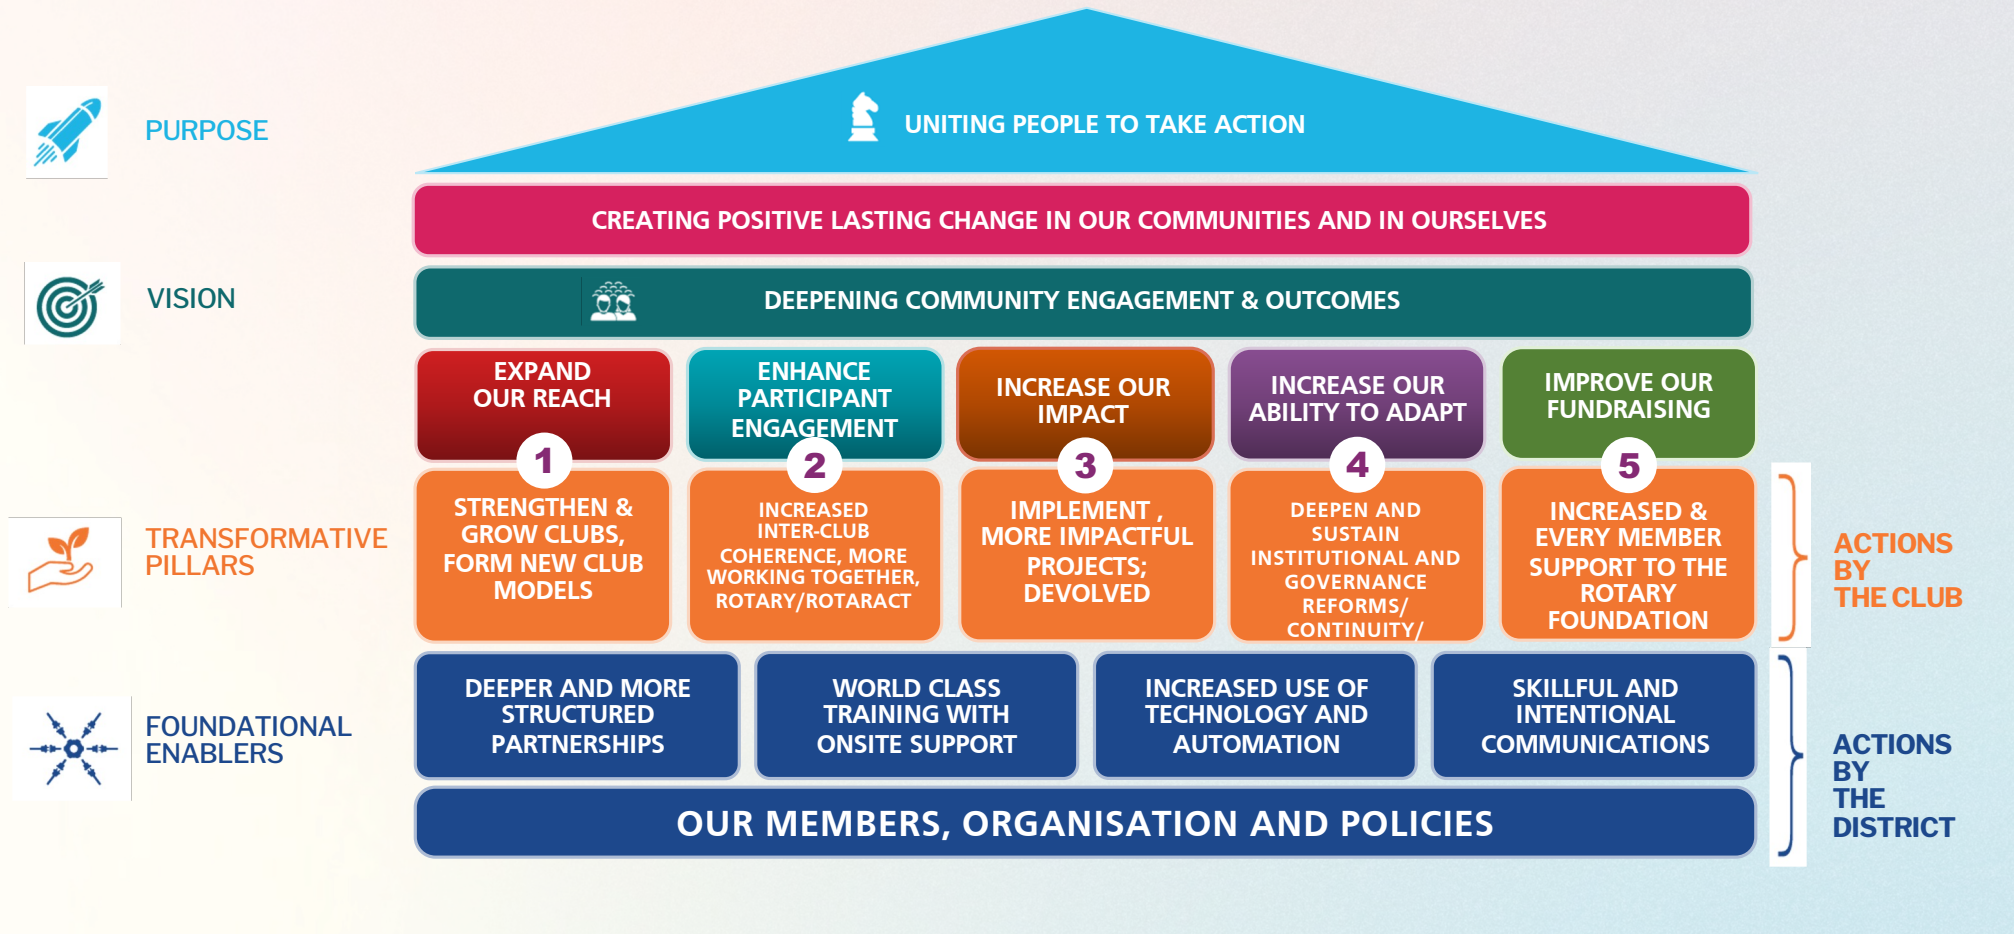 PURPOSE
UNITING PEOPLE TO TAKE ACTION
CREATING POSITIVE LASTING CHANGE IN OUR COMMUNITIES AND IN OURSELVES
VISION
DEEPENING COMMUNITY ENGAGEMENT & OUTCOMES
EXPAND
OUR REACH
1
ENHANCE
PARTICIPANT
ENGAGEMENT
2
INCREASE OUR
IMPACT
3
INCREASE OUR
ABILITY TO ADAPT
4
IMPROVE OUR
FUNDRAISING
5
TRANSFORMATIVE
PILLARS
STRENGTHEN &
GROW CLUBS,
FORM NEW CLUB
MODELS
INCREASED
INTER-CLUB
COHERENCE, MORE
WORKING TOGETHER,
ROTARY/ROTARACT
IMPLEMENT ,
MORE IMPACTFUL
PROJECTS;
DEVOLVED
DEEPEN AND
SUSTAIN
INSTITUTIONAL AND
GOVERNANCE
REFORMS/
CONTINUITY/
INCREASED &
EVERY MEMBER
SUPPORT TO THE
ROTARY
FOUNDATION
ACTIONS
BY
THE CLUB
FOUNDATIONAL
ENABLERS
DEEPER AND MORE
STRUCTURED
PARTNERSHIPS
WORLD CLASS
TRAINING WITH
ONSITE SUPPORT
INCREASED USE OF
TECHNOLOGY AND
AUTOMATION
SKILLFUL AND
INTENTIONAL
COMMUNICATIONS
ACTIONS
BY
THE
DISTRICT
OUR MEMBERS, ORGANISATION AND POLICIES